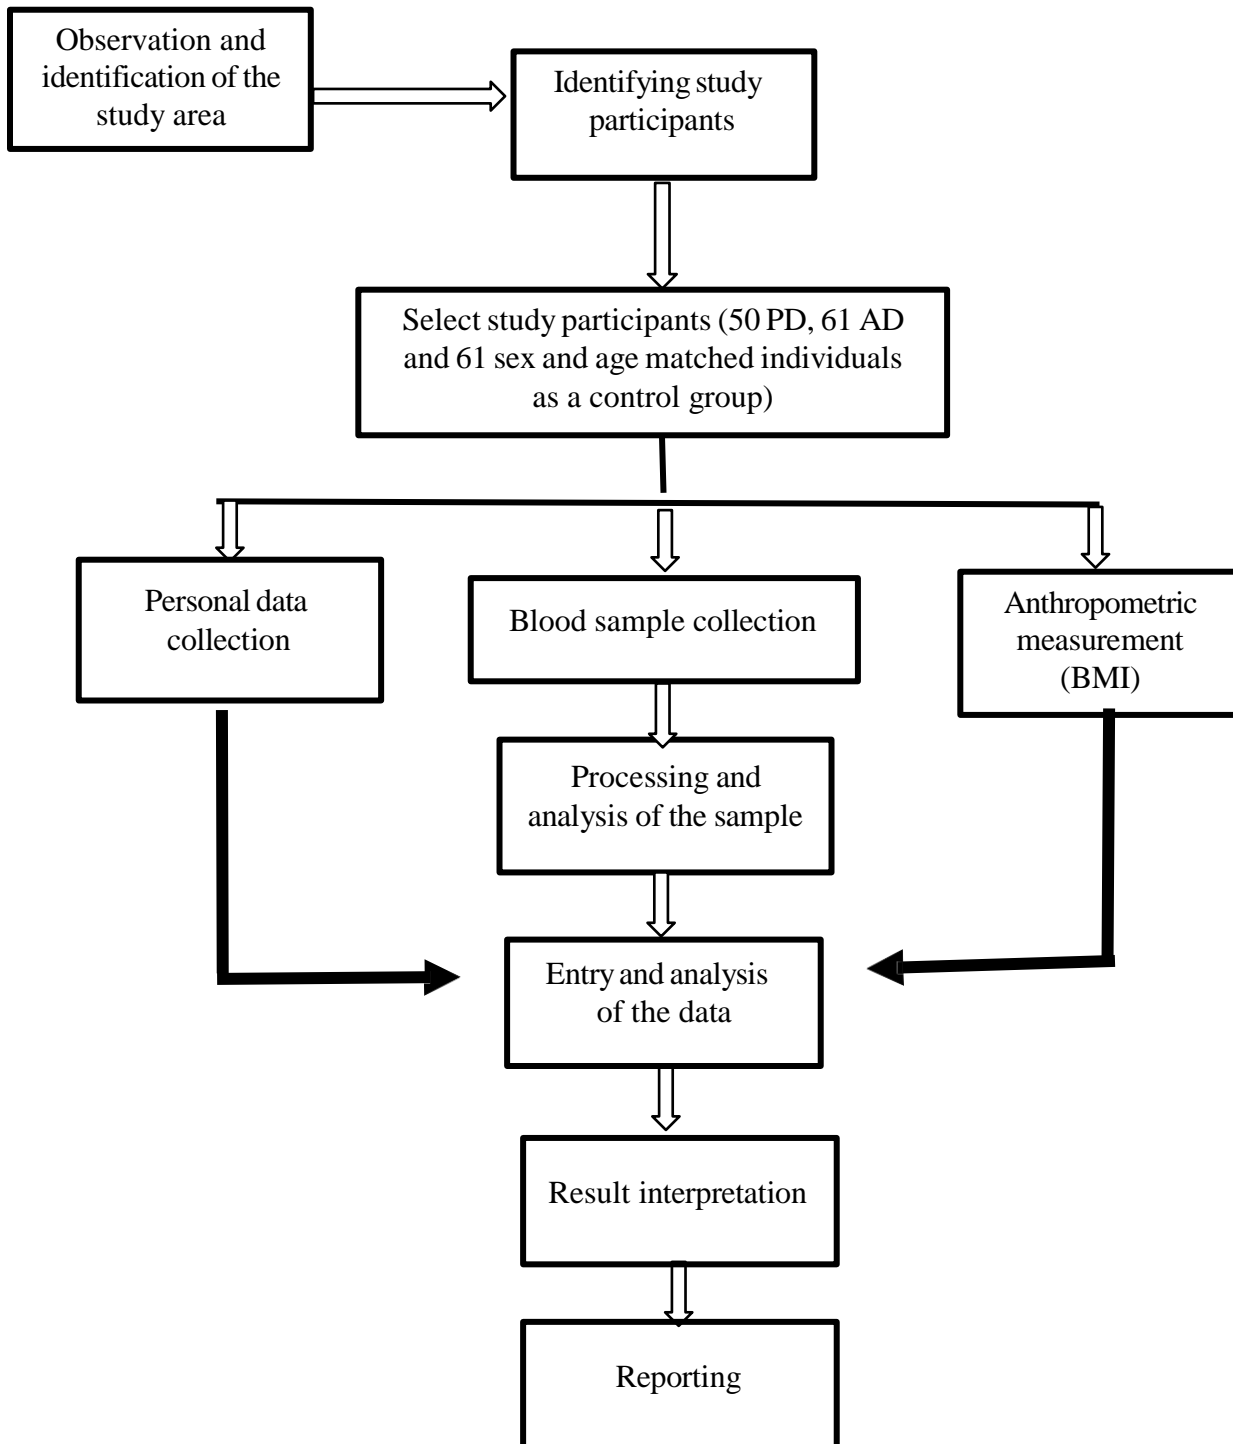 Observation and
identification of the
study area
Identifying study
participants
Select study participants (50 PD, 61 AD
and 61 sex and age matched individuals
as a control group)
Personal data
collection
Blood sample collection
Anthropometric
measurement
(BMI)
Processing and
analysis of the sample
Entry and analysis
of the data
Result interpretation
Reporting